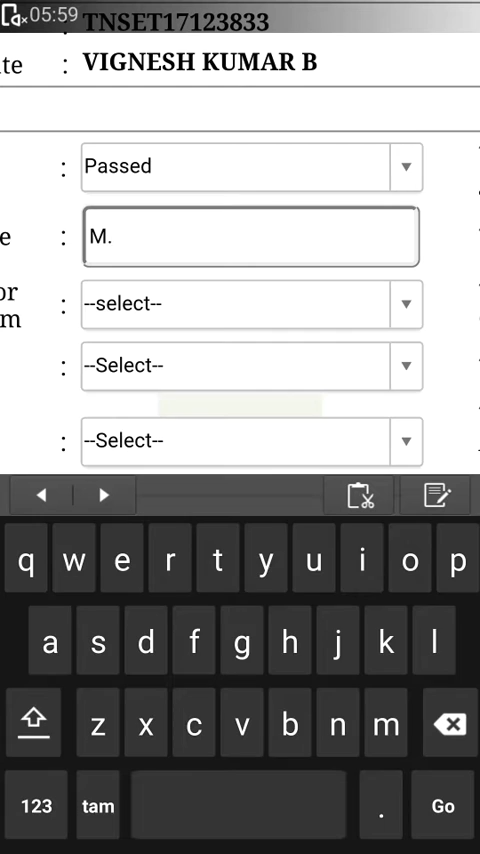 05:59
: TNSET17123833
te : VIGNESH KUMAR B
: Passed
e : M.
or
m : --select--
: --Select--
: --Select--
q w e r t y u i o p
a s d f g h j k l
z x c v b n m
123 tam . Go